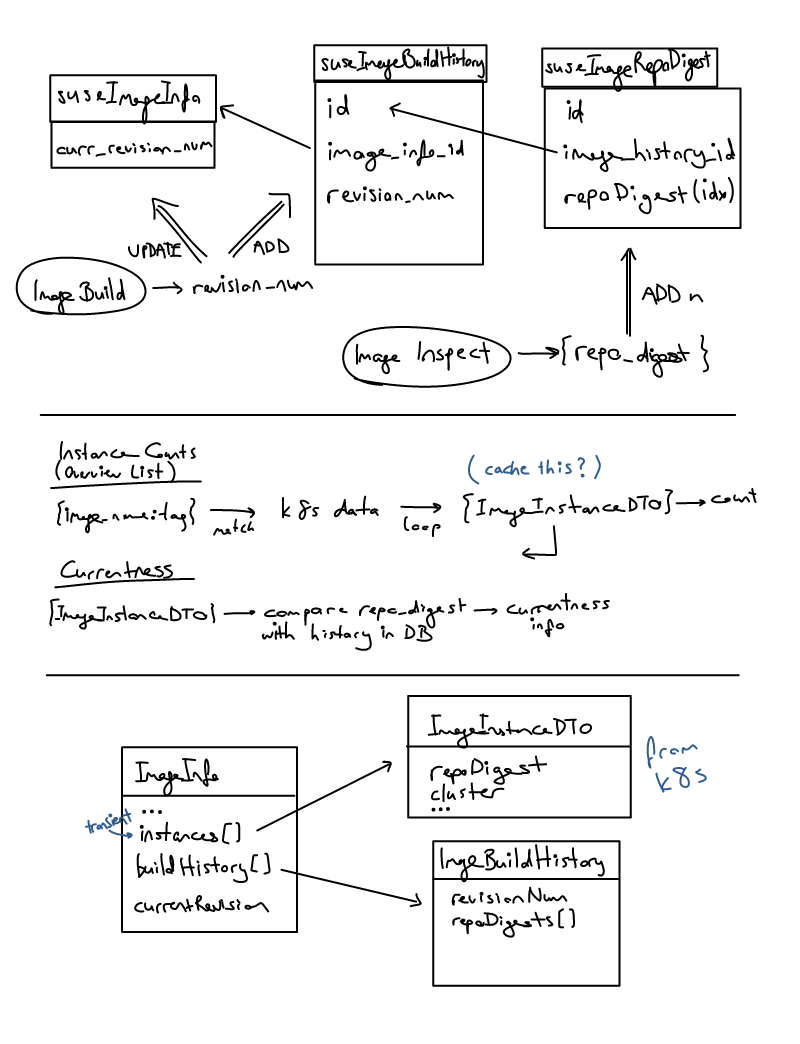 suseImageInfo
curr_revision_num
suseImageBuildHistory
id
image_info_id
revision_num
suseImageRepoDigest
id
image_history_id
repoDigest(idx)
UPDATE
ADD
Image Build
revision_num
ADD n
Image Inspect
{repo_digest}
Instance Counts
(Overview List)
(cache this?)
{image_name:tag}
match
k8s data
loop
{ImageInstanceDTO}
count
Currentness
{ImageInstanceDTO}
compare repo_digest
with history in DB
currentness
info
ImageInfo
...
transient
instances[]
buildHistory[]
currentRevision
ImageInstanceDTO
repoDigest
cluster
...
from
k8s
ImageBuildHistory
revisionNum
repoDigests[]